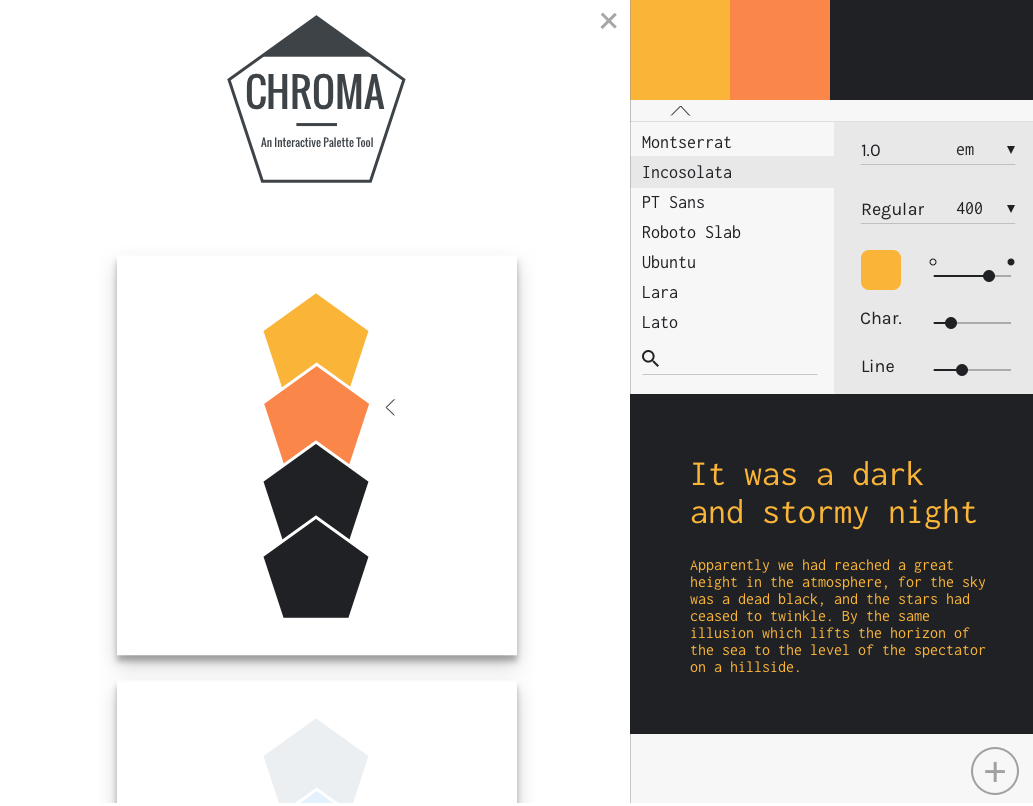 CHROMA
An Interactive Palette Tool
Montserrat
Incosolata
PT Sans
Roboto Slab
Ubuntu
Lara
Lato
1.0 em
Regular 400
Char.
Line
It was a dark
and stormy night
Apparently we had reached a great
height in the atmosphere, for the sky
was a dead black, and the stars had
ceased to twinkle. By the same
illusion which lifts the horizon of
the sea to the level of the spectator
on a hillside.